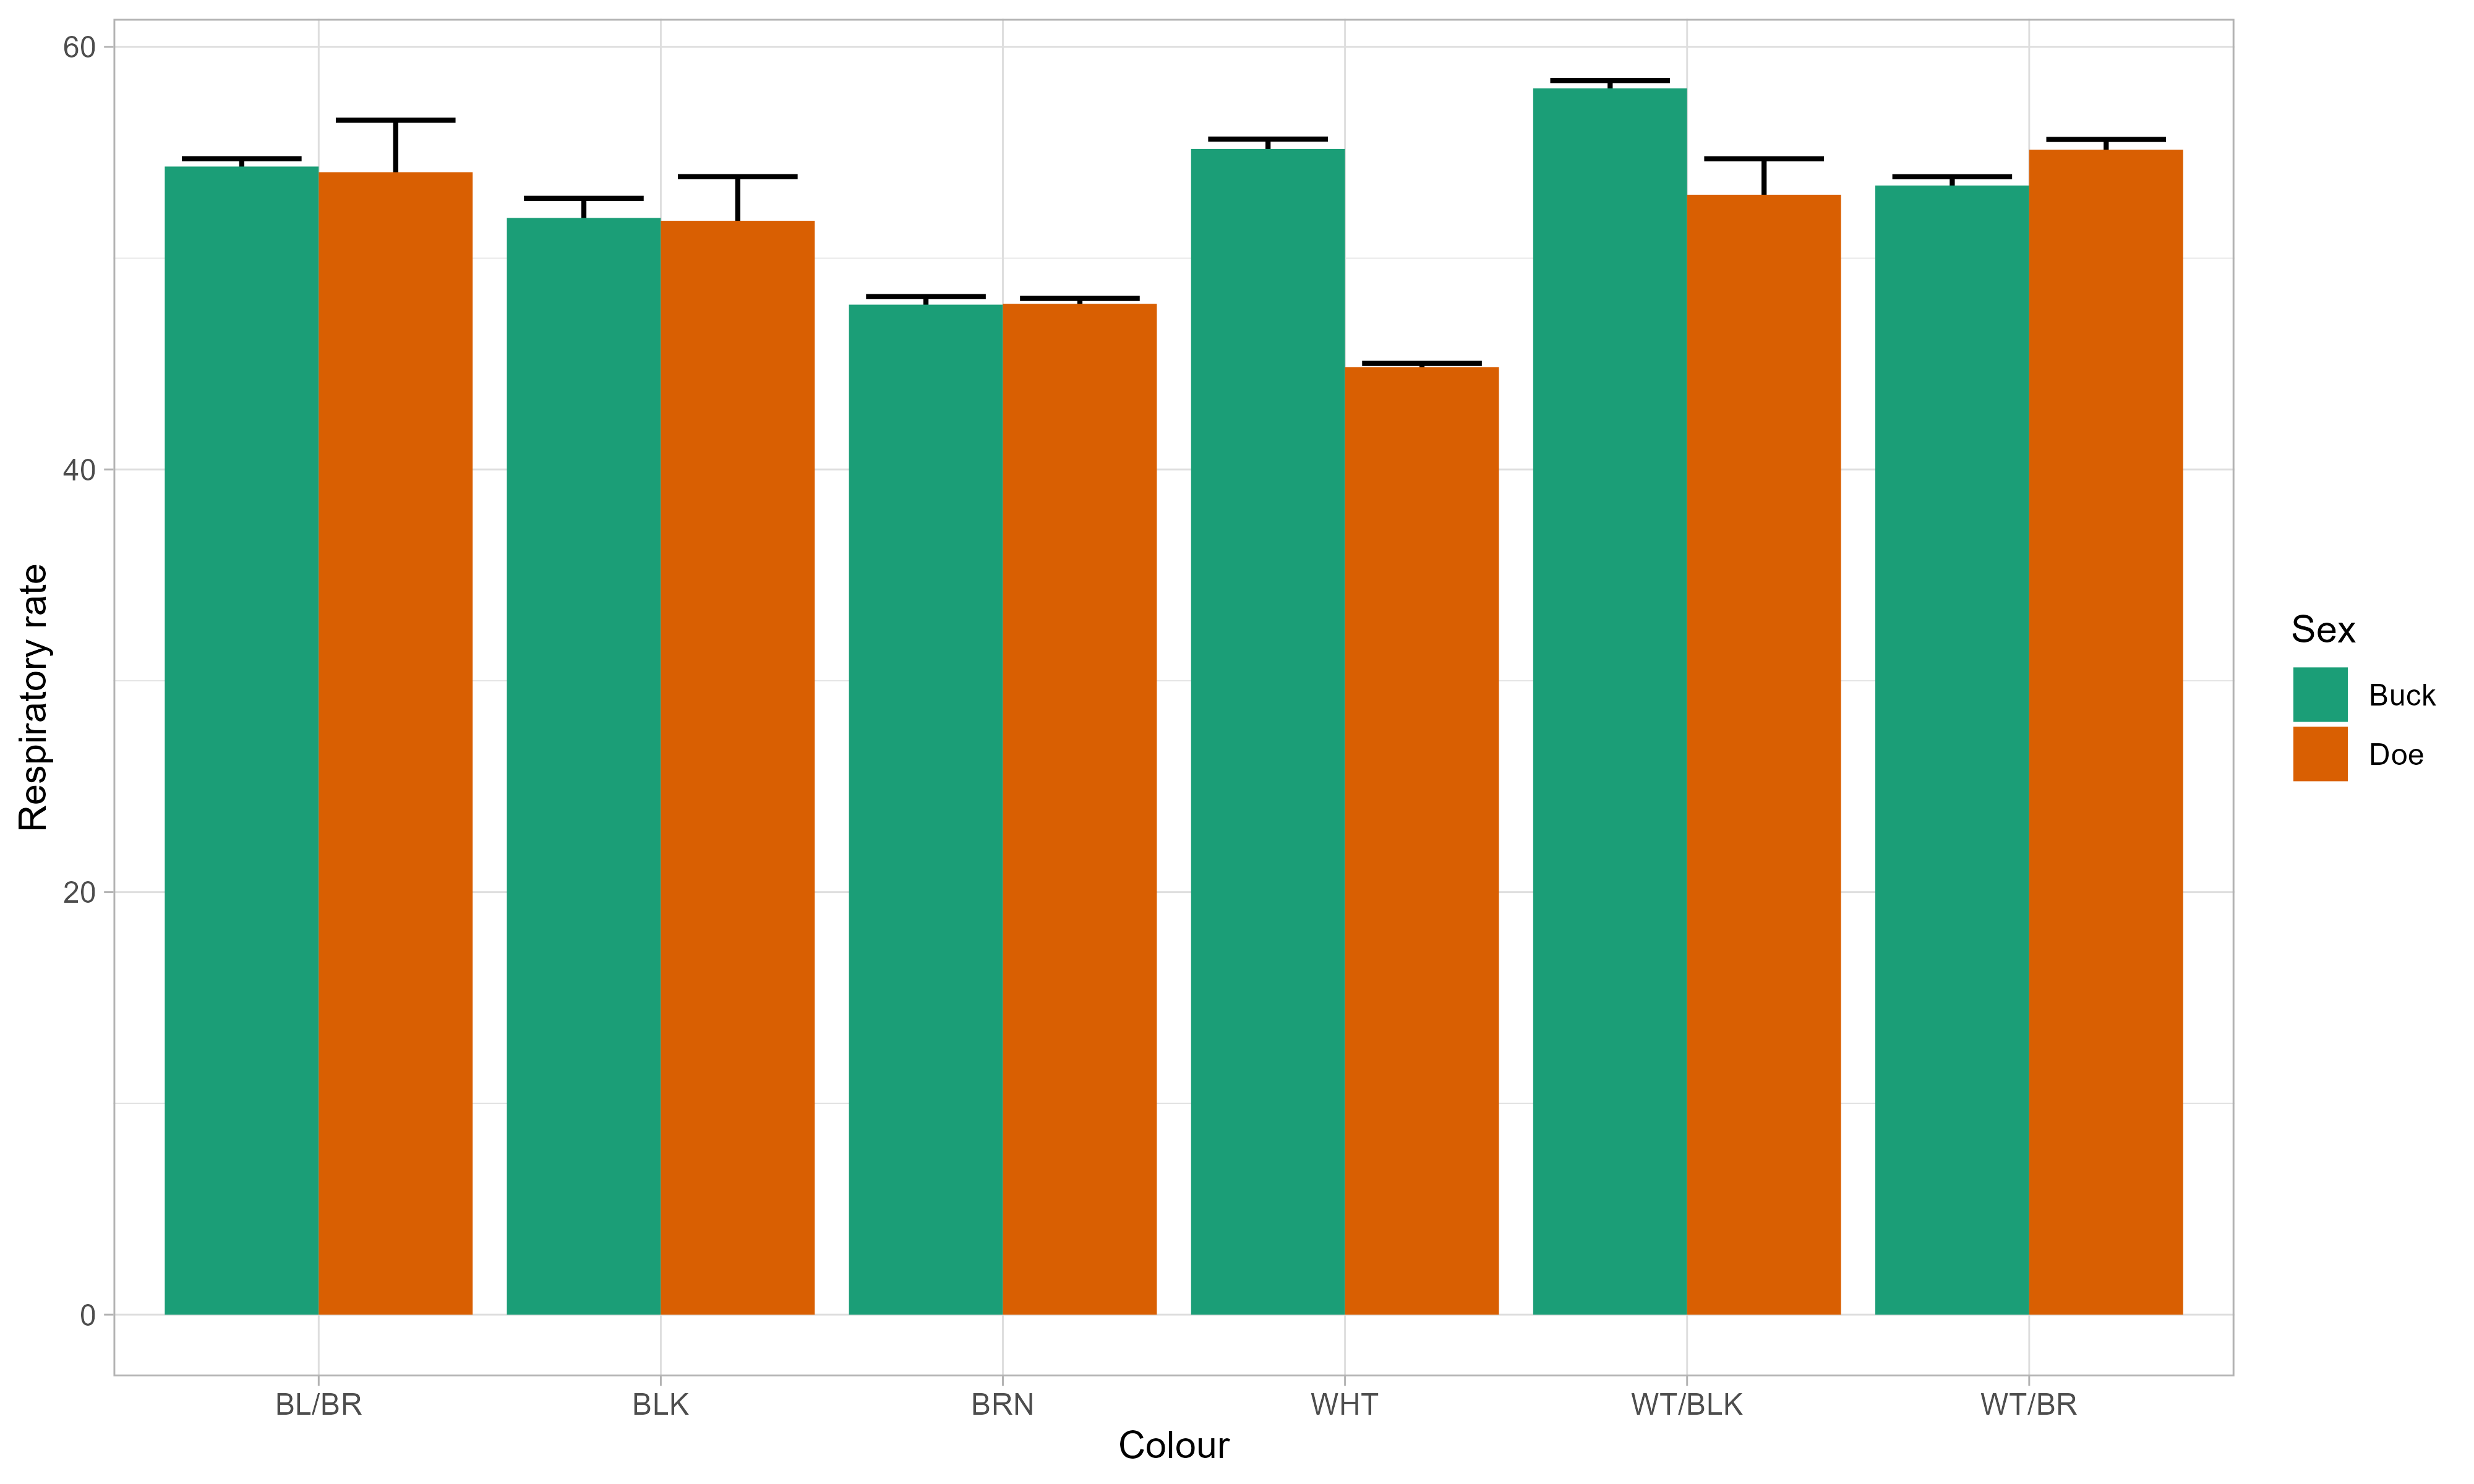 60
40
20
0
Respiratory rate
BL/BR BLK BRN WHT WT/BLK WT/BR
Colour
Sex
Buck
Doe